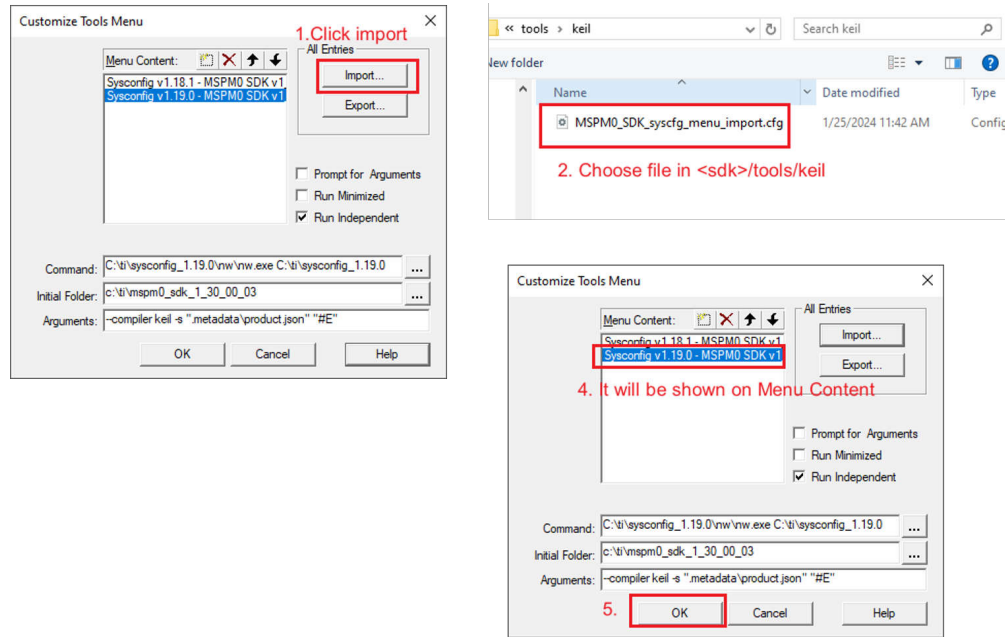 Customize Tools Menu
1.Click import
Menu Content:
All Entries
Sysconfig v1.18.1 - MSPM0 SDK v1
Sysconfig v1.19.0 - MSPM0 SDK v1
Import...
Export...
Prompt for Arguments
Run Minimized
Run Independent
Command: C:\ti\sysconfig_1.19.0\nw\nw.exe C:\ti\sysconfig_1.19.0 ...
Initial Folder: c:\ti\mspm0_sdk_1_30_00_03 ...
Arguments: --compiler keil -s ".metadata\product.json" "#E"
OK Cancel Help
« tools › keil
Search keil
New folder
Name Date modified Type
MSPM0_SDK_syscfg_menu_import.cfg 1/25/2024 11:42 AM Config
2. Choose file in <sdk>/tools/keil
Customize Tools Menu
Menu Content:
All Entries
Sysconfig v1.18.1 - MSPM0 SDK v1
Sysconfig v1.19.0 - MSPM0 SDK v1
Import...
Export...
4. It will be shown on Menu Content
Prompt for Arguments
Run Minimized
Run Independent
Command: C:\ti\sysconfig_1.19.0\nw\nw.exe C:\ti\sysconfig_1.19.0 ...
Initial Folder: c:\ti\mspm0_sdk_1_30_00_03 ...
Arguments: --compiler keil -s ".metadata\product.json" "#E"
5.
OK Cancel Help